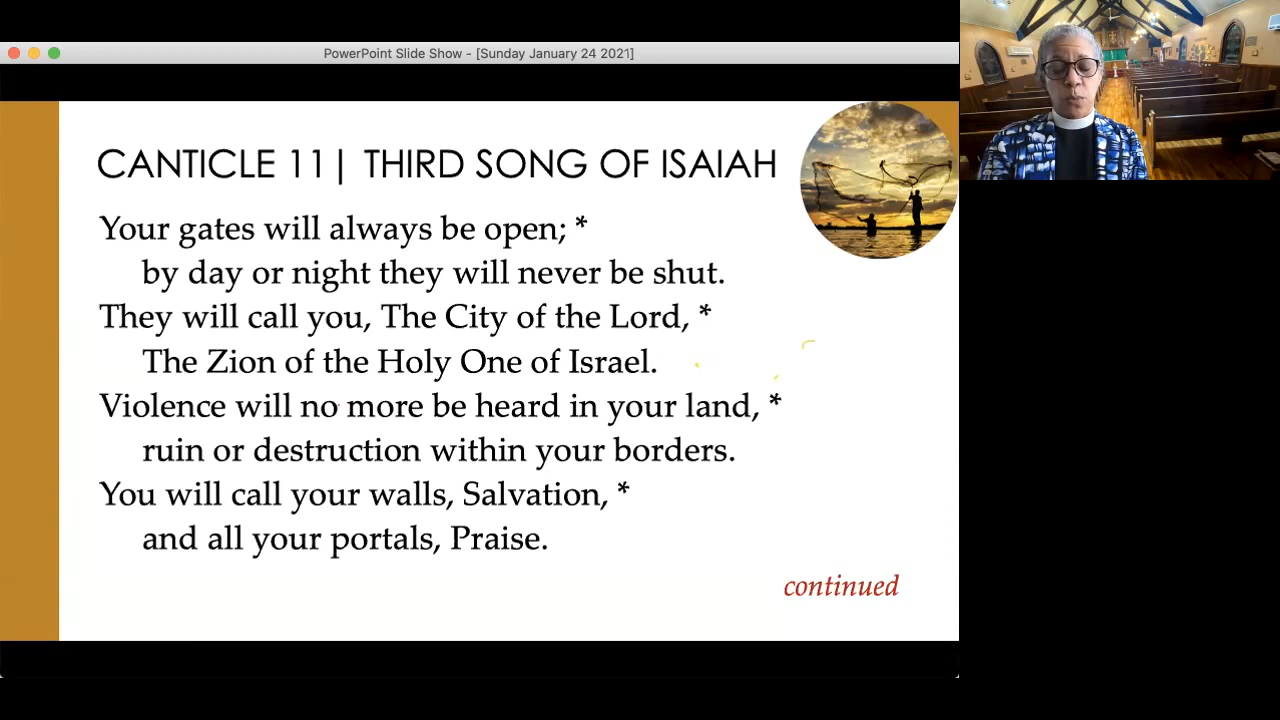 PowerPoint Slide Show - [Sunday January 24 2021]
CANTICLE 11| THIRD SONG OF ISAIAH
Your gates will always be open; *
by day or night they will never be shut.
They will call you, The City of the Lord, *
The Zion of the Holy One of Israel.
Violence will no more be heard in your land, *
ruin or destruction within your borders.
You will call your walls, Salvation, *
and all your portals, Praise.
continued